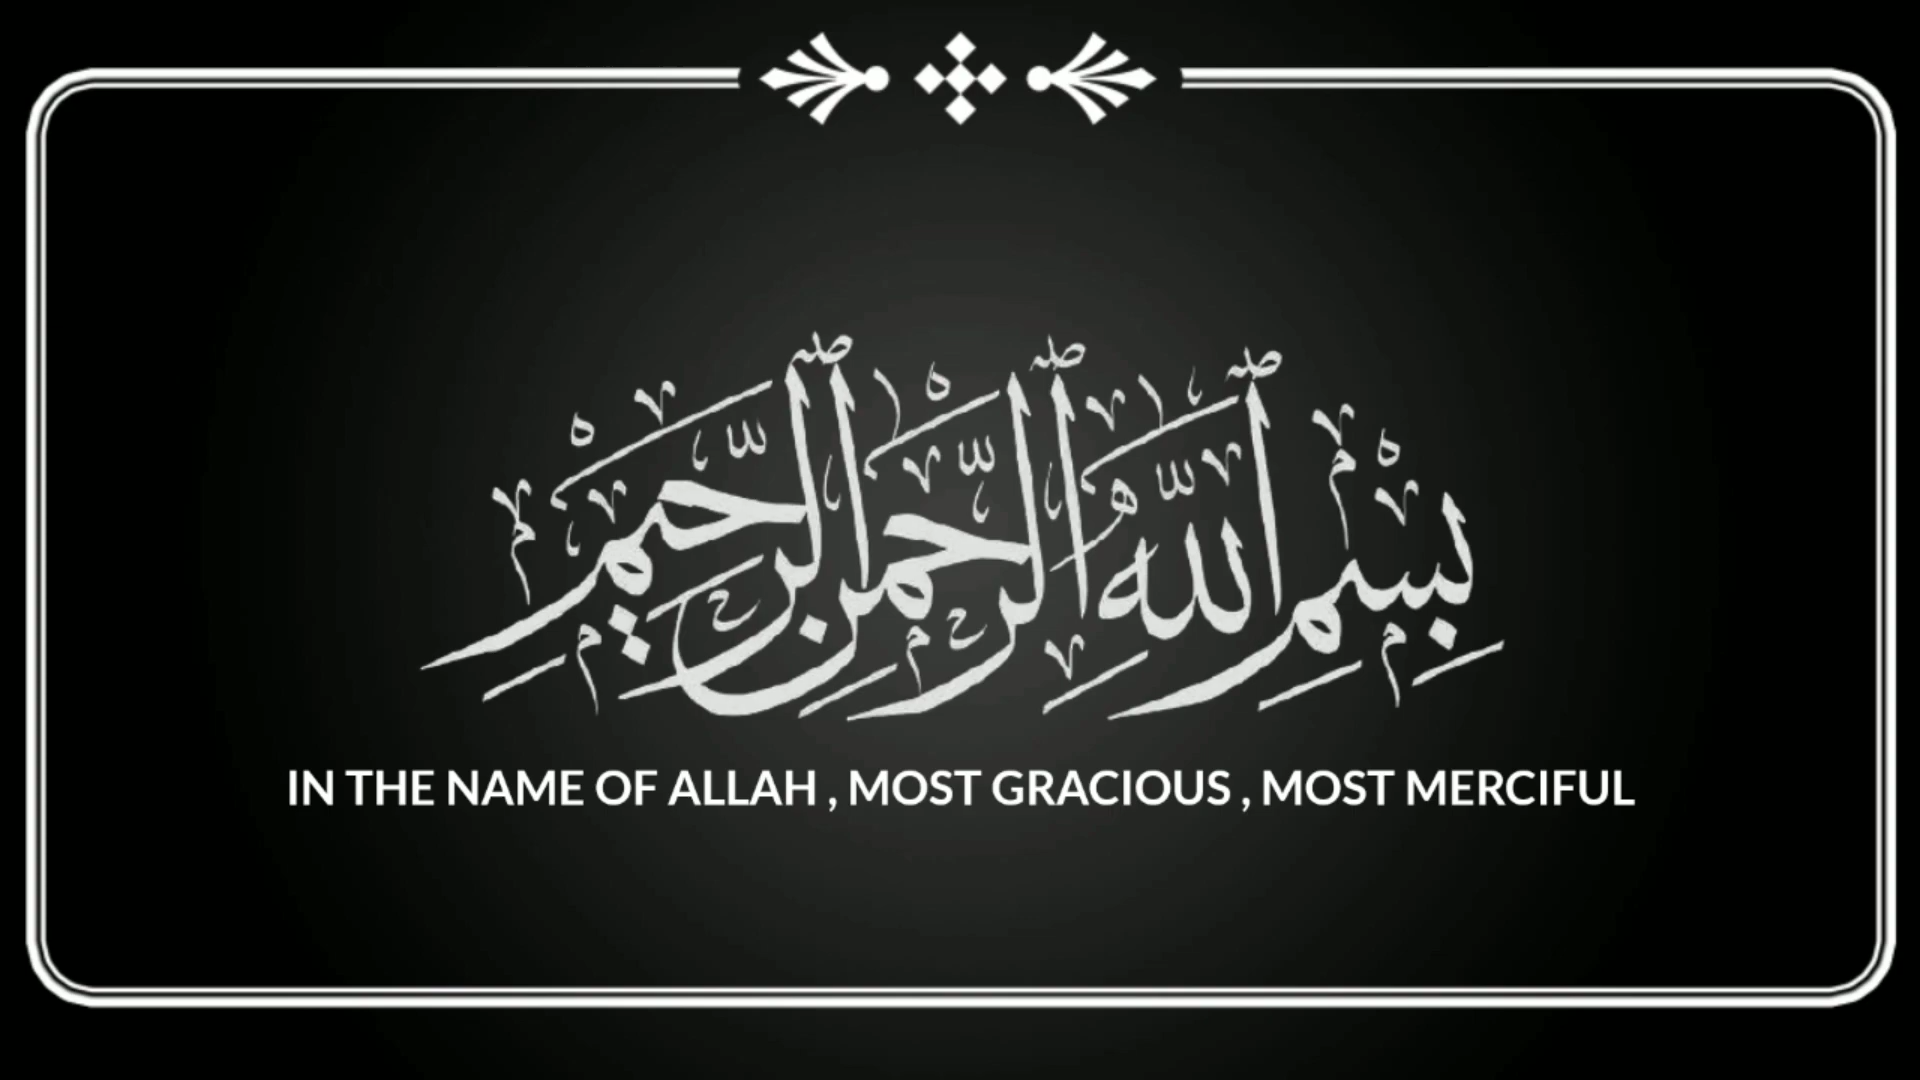 بِسْمِ ٱللَّهِ ٱلرَّحْمَٰنِ ٱلرَّحِيمِ
IN THE NAME OF ALLAH , MOST GRACIOUS , MOST MERCIFUL